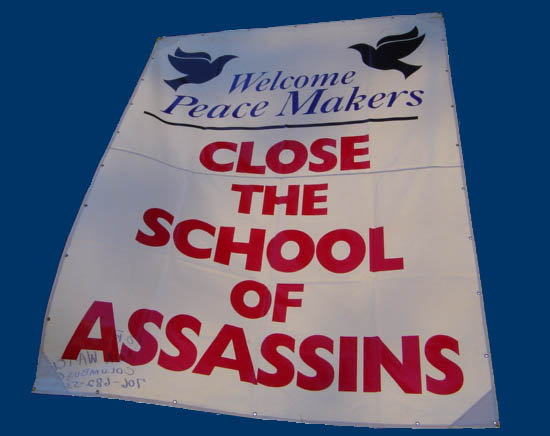 Welcome
Peace Makers
CLOSE
THE
SCHOOL
OF
ASSASSINS